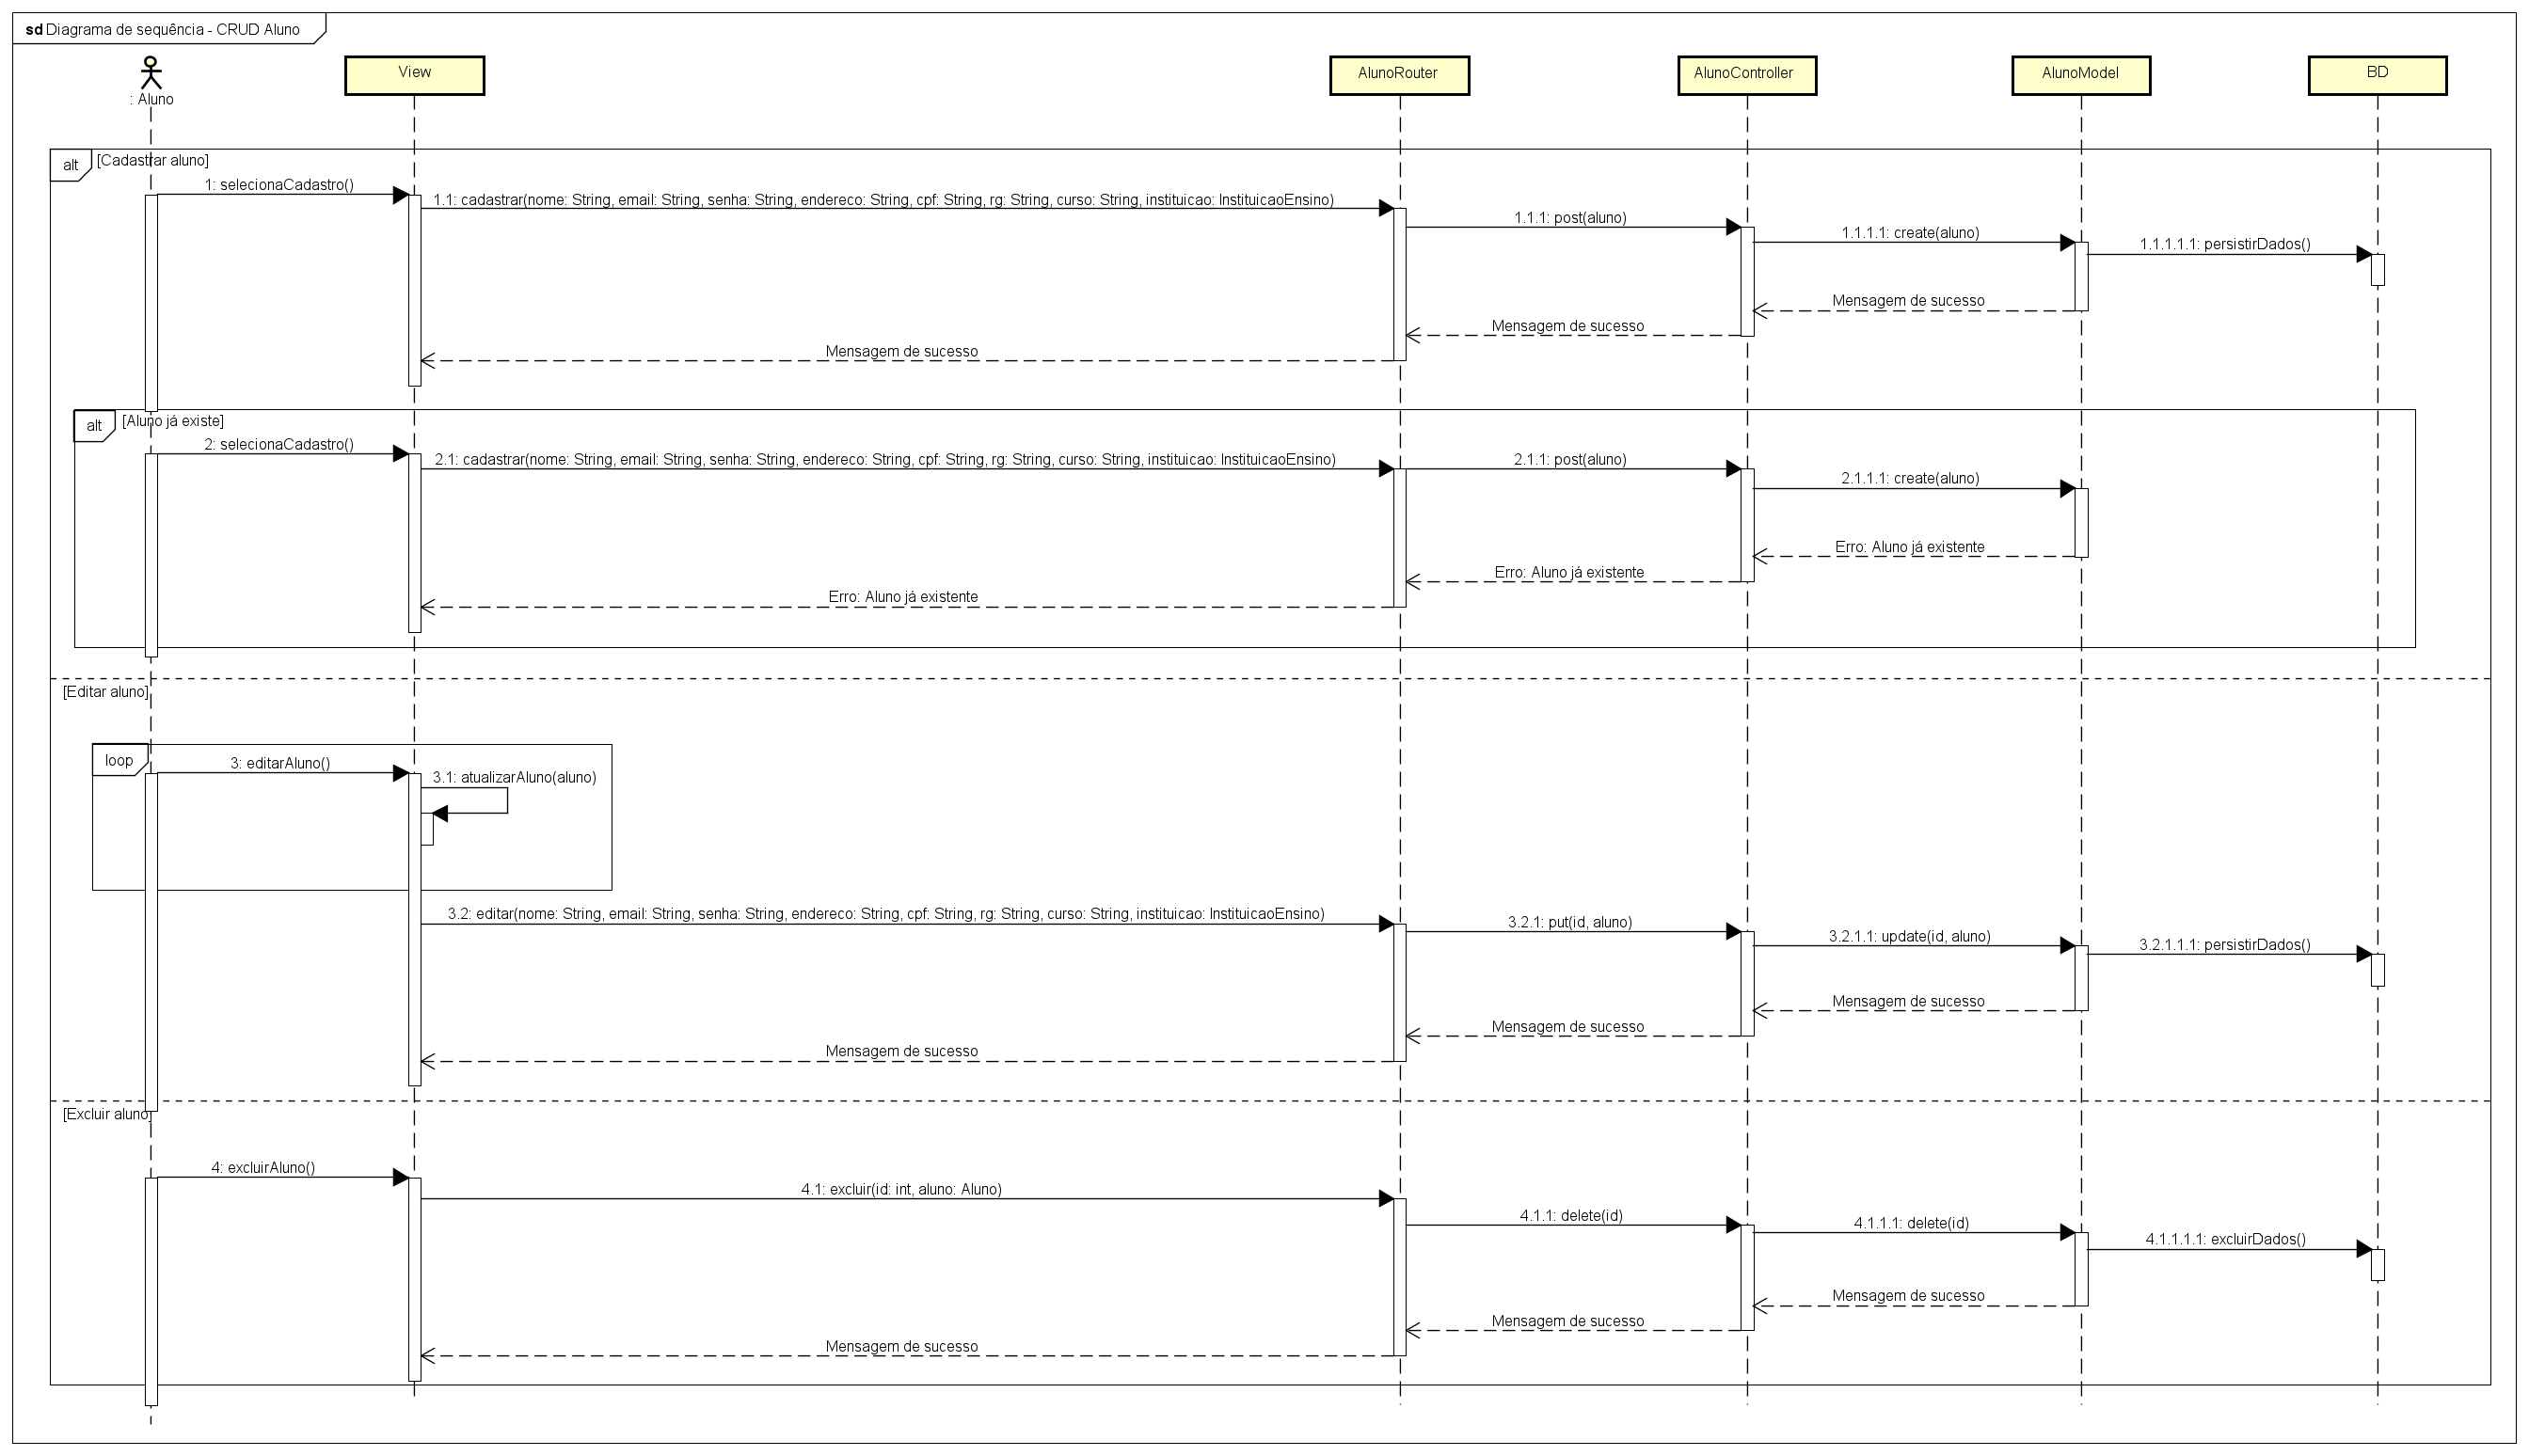 sd Diagrama de sequência - CRUD Aluno
: Aluno
View
AlunoRouter
AlunoController
AlunoModel
BD
alt
[Cadastrar aluno]
1: selecionaCadastro()
1.1: cadastrar(nome: String, email: String, senha: String, endereco: String, cpf: String, rg: String, curso: String, instituicao: InstituicaoEnsino)
1.1.1: post(aluno)
1.1.1.1: create(aluno)
1.1.1.1.1: persistirDados()
Mensagem de sucesso
Mensagem de sucesso
Mensagem de sucesso
alt
[Aluno já existe]
2: selecionaCadastro()
2.1: cadastrar(nome: String, email: String, senha: String, endereco: String, cpf: String, rg: String, curso: String, instituicao: InstituicaoEnsino)
2.1.1: post(aluno)
2.1.1.1: create(aluno)
Erro: Aluno já existente
Erro: Aluno já existente
Erro: Aluno já existente
[Editar aluno]
loop
3: editarAluno()
3.1: atualizarAluno(aluno)
3.2: editar(nome: String, email: String, senha: String, endereco: String, cpf: String, rg: String, curso: String, instituicao: InstituicaoEnsino)
3.2.1: put(id, aluno)
3.2.1.1: update(id, aluno)
3.2.1.1.1: persistirDados()
Mensagem de sucesso
Mensagem de sucesso
Mensagem de sucesso
[Excluir aluno]
4: excluirAluno()
4.1: excluir(id: int, aluno: Aluno)
4.1.1: delete(id)
4.1.1.1: delete(id)
4.1.1.1.1: excluirDados()
Mensagem de sucesso
Mensagem de sucesso
Mensagem de sucesso